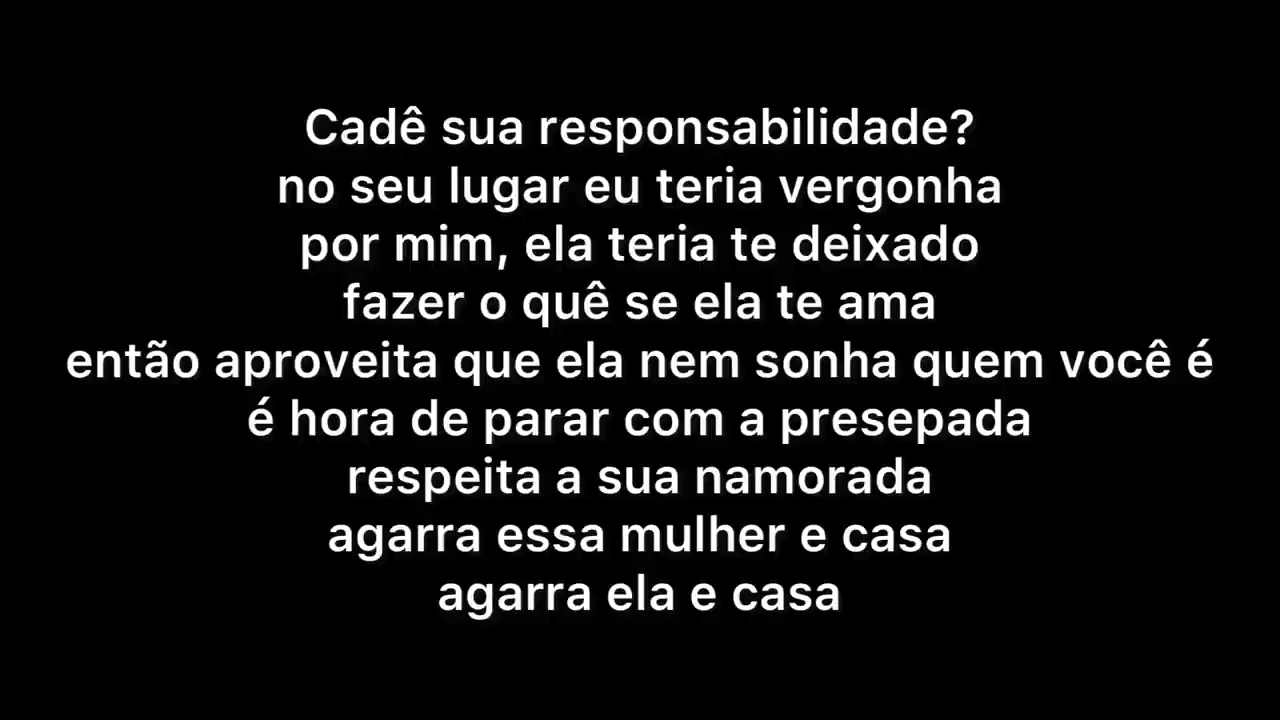 Cadê sua responsabilidade?
no seu lugar eu teria vergonha
por mim, ela teria te deixado
fazer o quê se ela te ama
então aproveita que ela nem sonha quem você é
é hora de parar com a presepada
respeita a sua namorada
agarra essa mulher e casa
agarra ela e casa